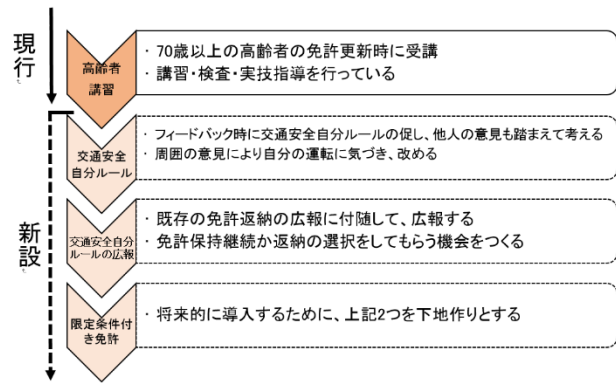 現行
高齢者
講習
・70歳以上の高齢者の免許更新時に受講
・講習・検査・実技指導を行っている
新設
交通安全
自分ルール
・フィードバック時に交通安全自分ルールの促し、他人の意見も踏まえて考える
・周囲の意見により自分の運転に気づき、改める
交通安全自分
ルールの広報
・既存の免許返納の広報に付随して、広報する
・免許保持継続か返納の選択をしてもらう機会をつくる
限定条件付
き免許
・将来的に導入するために、上記2つを下地作りとする